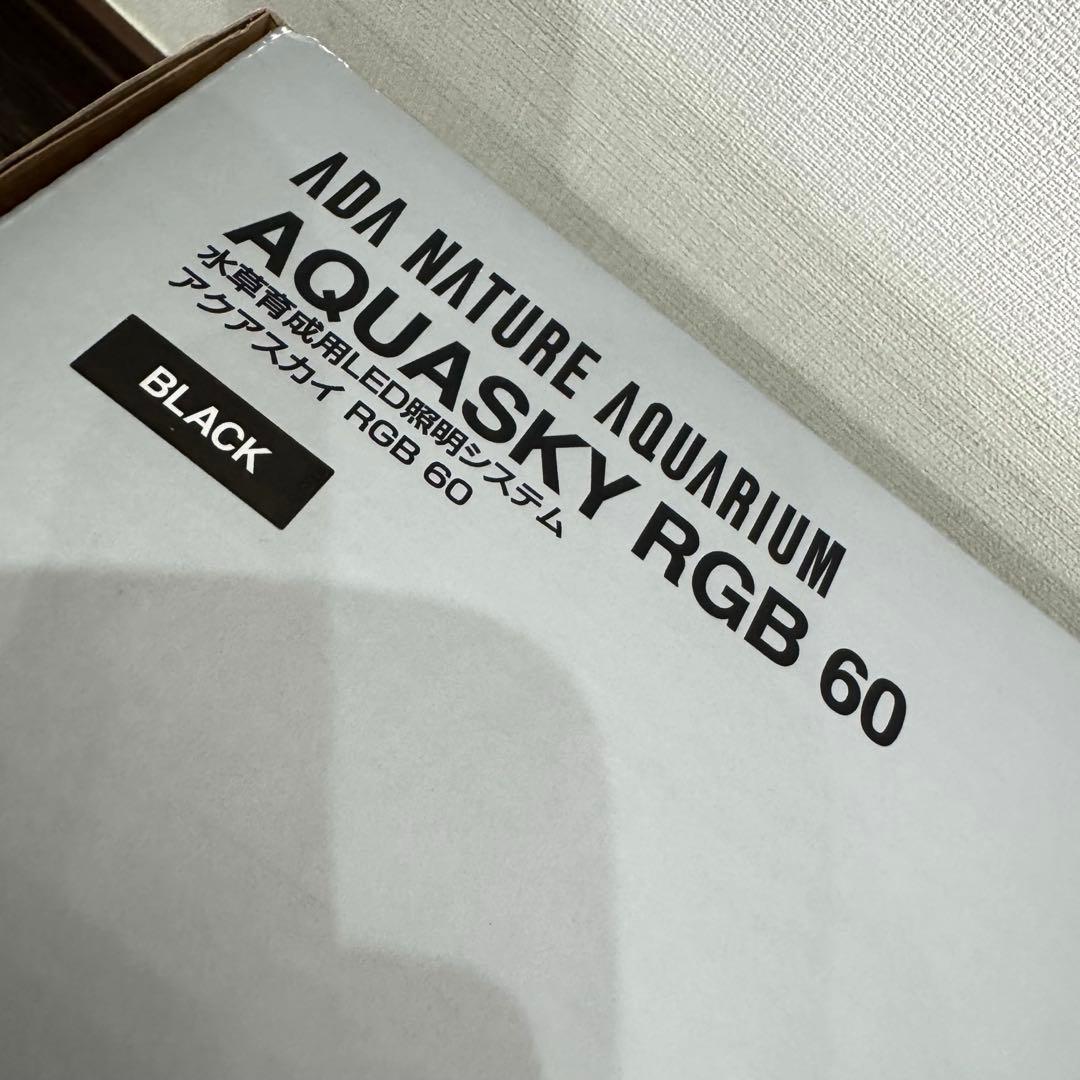 ADA NATURE AQUARIUM
AQUASKY RGB 60
水草育成用LED照明システム
アクアスカイ RGB 60
BLACK